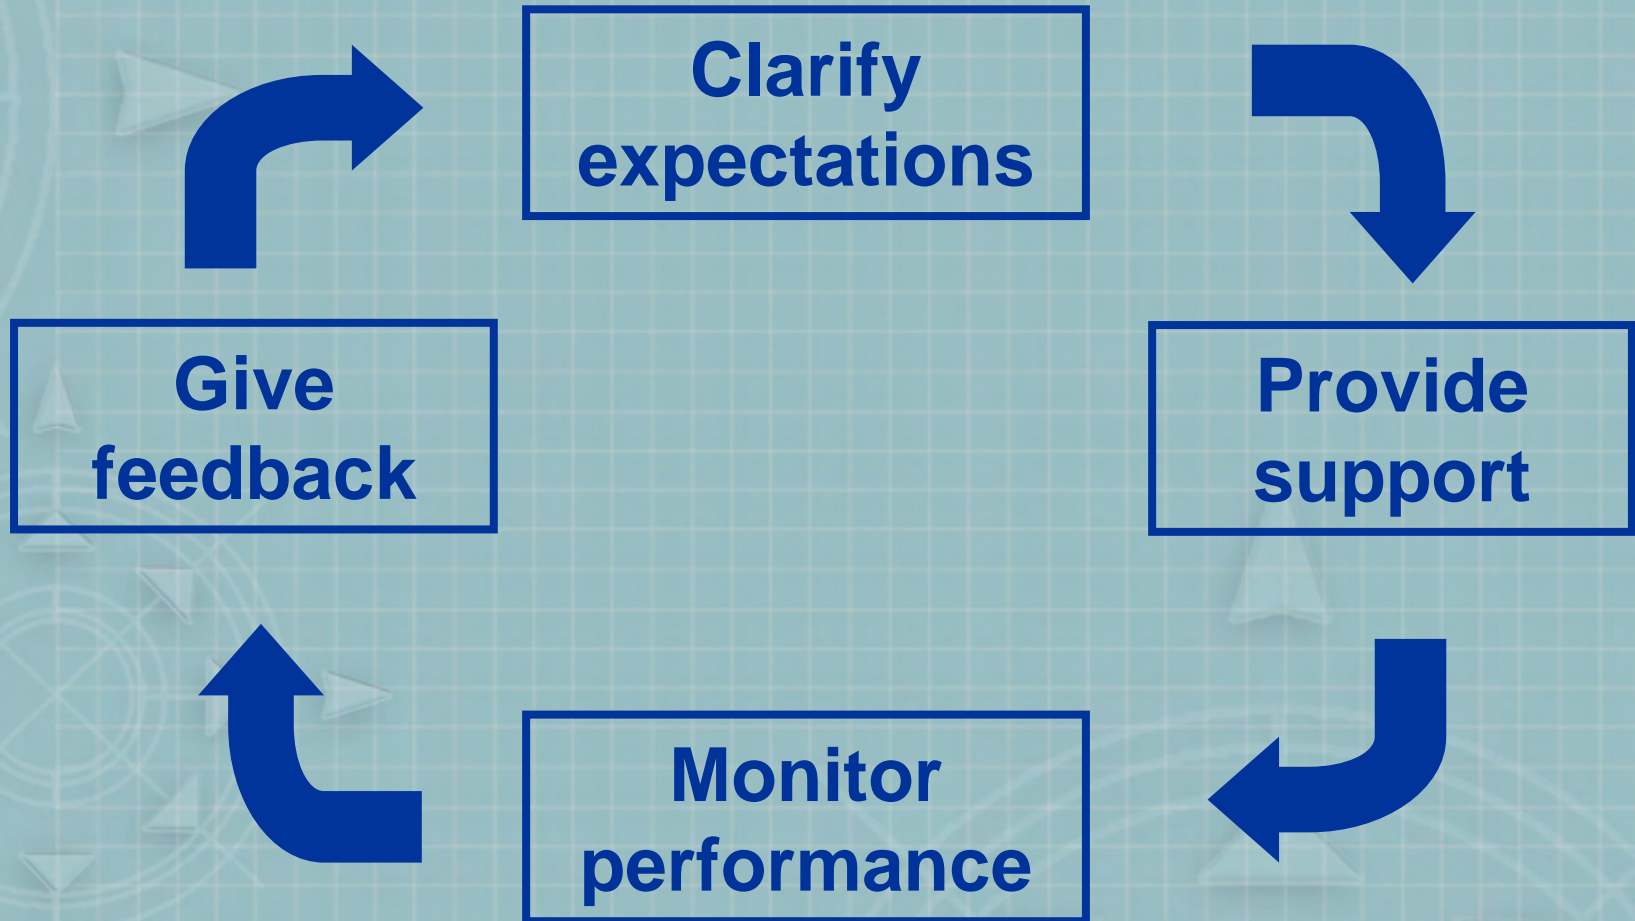 Clarify
expectations
Give
feedback
Provide
support
Monitor
performance